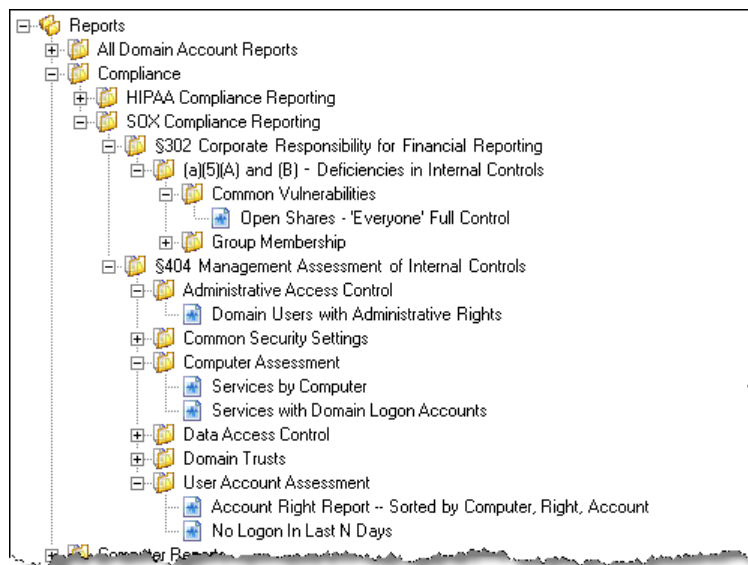 Reports
All Domain Account Reports
Compliance
HIPAA Compliance Reporting
SOX Compliance Reporting
§302 Corporate Responsibility for Financial Reporting
(a)(5)(A) and (B) - Deficiencies in Internal Controls
Common Vulnerabilities
Open Shares - 'Everyone' Full Control
Group Membership
§404 Management Assessment of Internal Controls
Administrative Access Control
Domain Users with Administrative Rights
Common Security Settings
Computer Assessment
Services by Computer
Services with Domain Logon Accounts
Data Access Control
Domain Trusts
User Account Assessment
Account Right Report -- Sorted by Computer, Right, Account
No Logon In Last N Days
Computer Reports